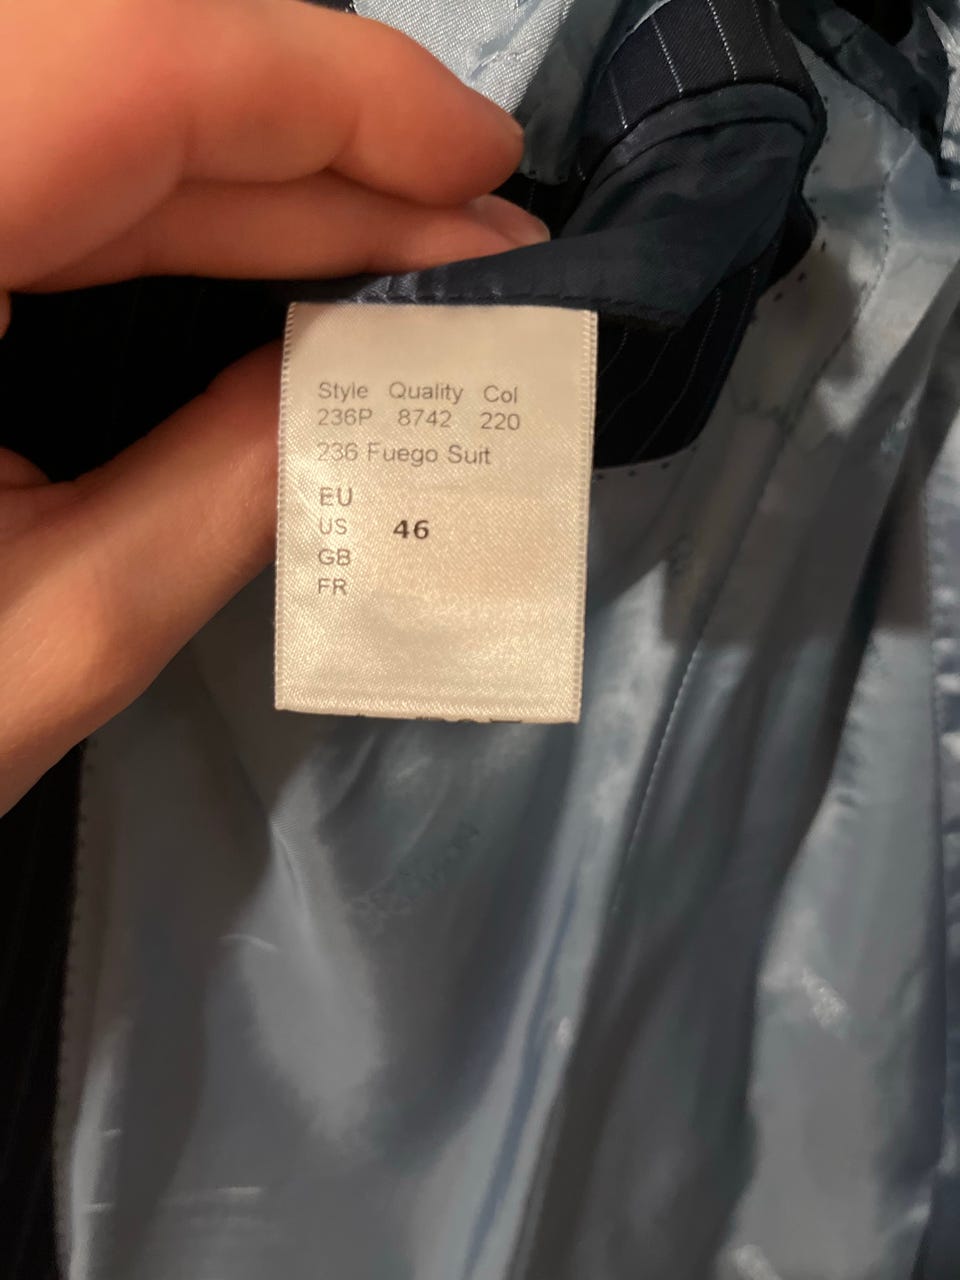 Style Quality Col
236P 8742 220
236 Fuego Suit
EU
US 46
GB
FR